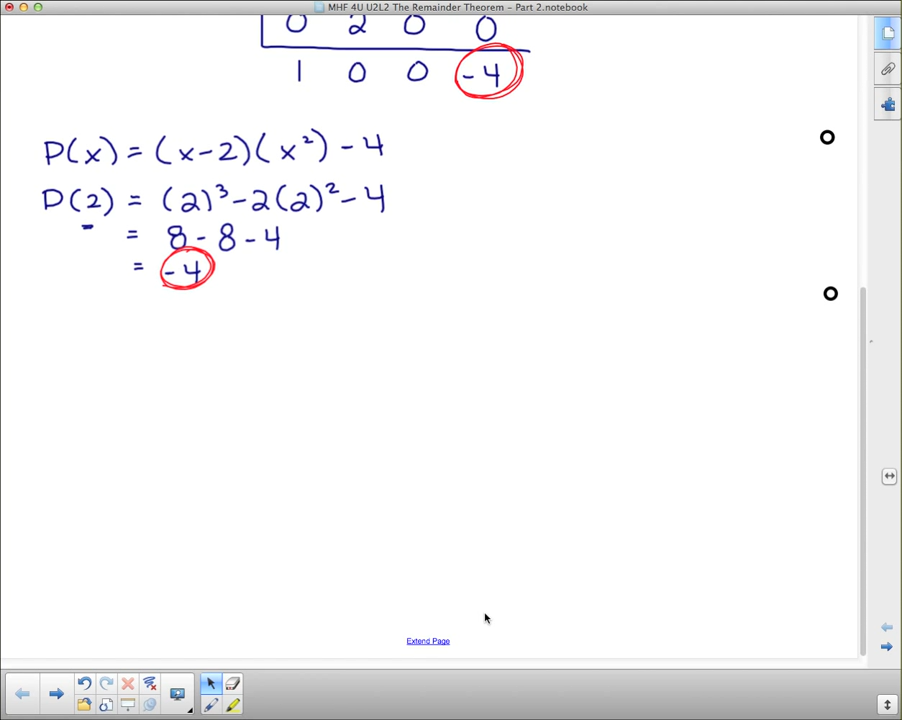 MHF 4U U2L2 The Remainder Theorem – Part 2.notebook
0 2 0 0
1 0 0 -4
P(x) = (x-2)(x²) - 4
P(2) = (2)³ - 2(2)² - 4
= 8 - 8 - 4
= -4
Extend Page